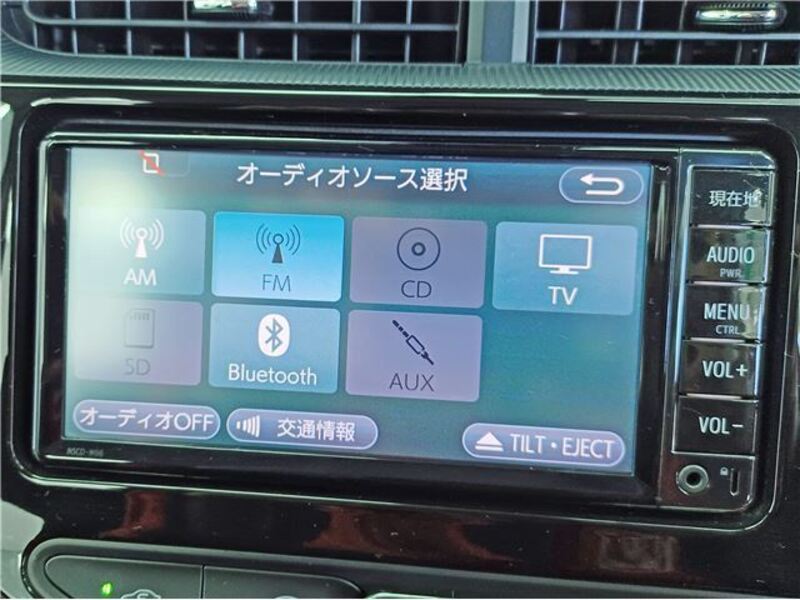 オーディオソース選択
AM
FM
CD
TV
SD
Bluetooth
AUX
オーディオOFF
交通情報
TILT・EJECT
現在地
AUDIO
PWR
MENU
CTRL
VOL+
VOL-
NSCD-W66